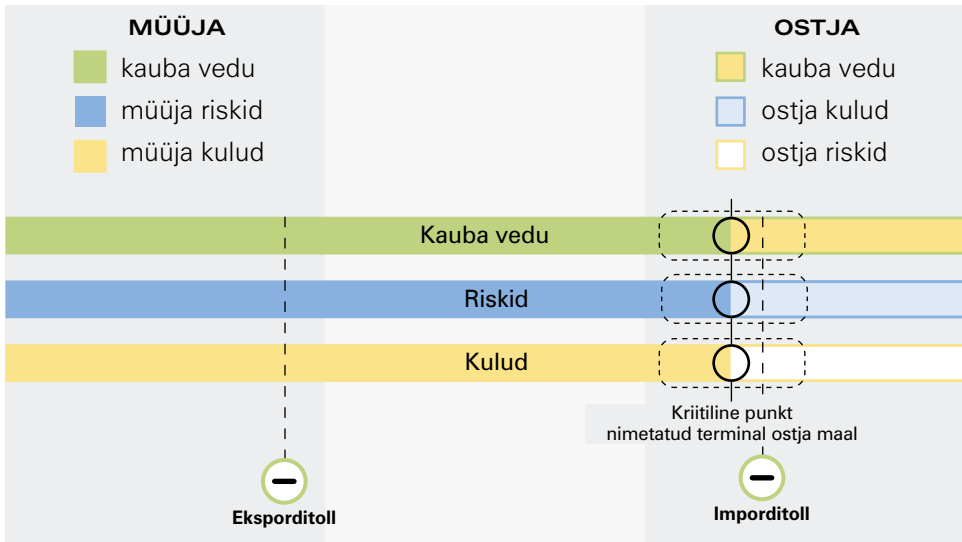 MÜÜJA
kauba vedu
müüja riskid
müüja kulud
OSTJA
kauba vedu
ostja kulud
ostja riskid
Kauba vedu
Riskid
Kulud
Kriitiline punkt
nimetatud terminal ostja maal
Eksporditoll
Imporditoll